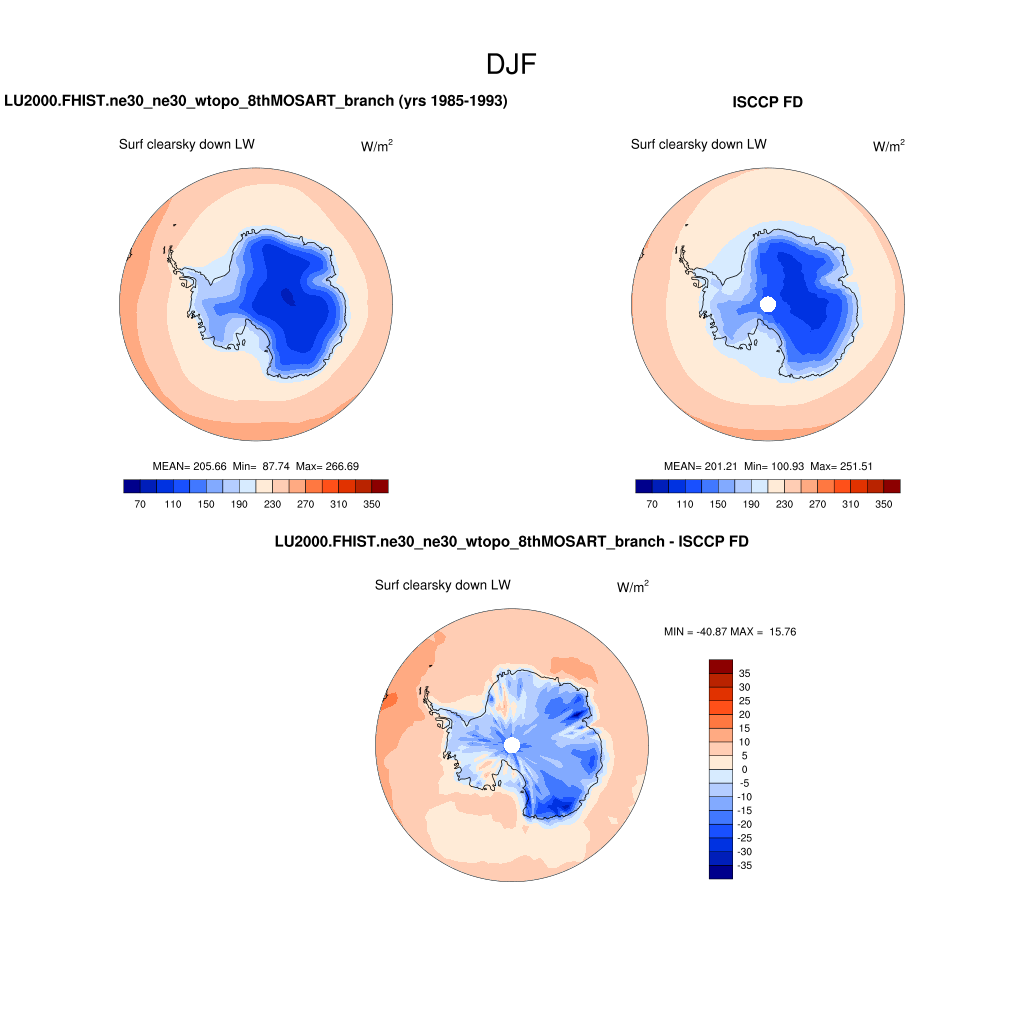 DJF
LU2000.FHIST.ne30_ne30_wtopo_8thMOSART_branch (yrs 1985-1993)
Surf clearsky down LW W/m2
MEAN= 205.66 Min= 87.74 Max= 266.69
70 110 150 190 230 270 310 350
ISCCP FD
Surf clearsky down LW W/m2
MEAN= 201.21 Min= 100.93 Max= 251.51
70 110 150 190 230 270 310 350
LU2000.FHIST.ne30_ne30_wtopo_8thMOSART_branch - ISCCP FD
Surf clearsky down LW W/m2
MIN = -40.87 MAX = 15.76
35
30
25
20
15
10
5
0
-5
-10
-15
-20
-25
-30
-35